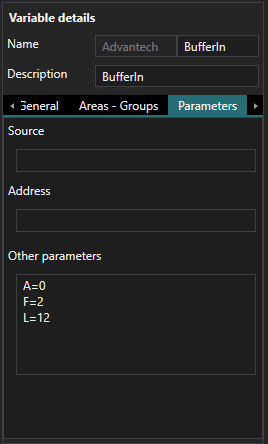 Variable details
Name Advantech BufferIn
Description BufferIn
General Areas - Groups Parameters
Source
Address
Other parameters
A=0
F=2
L=12